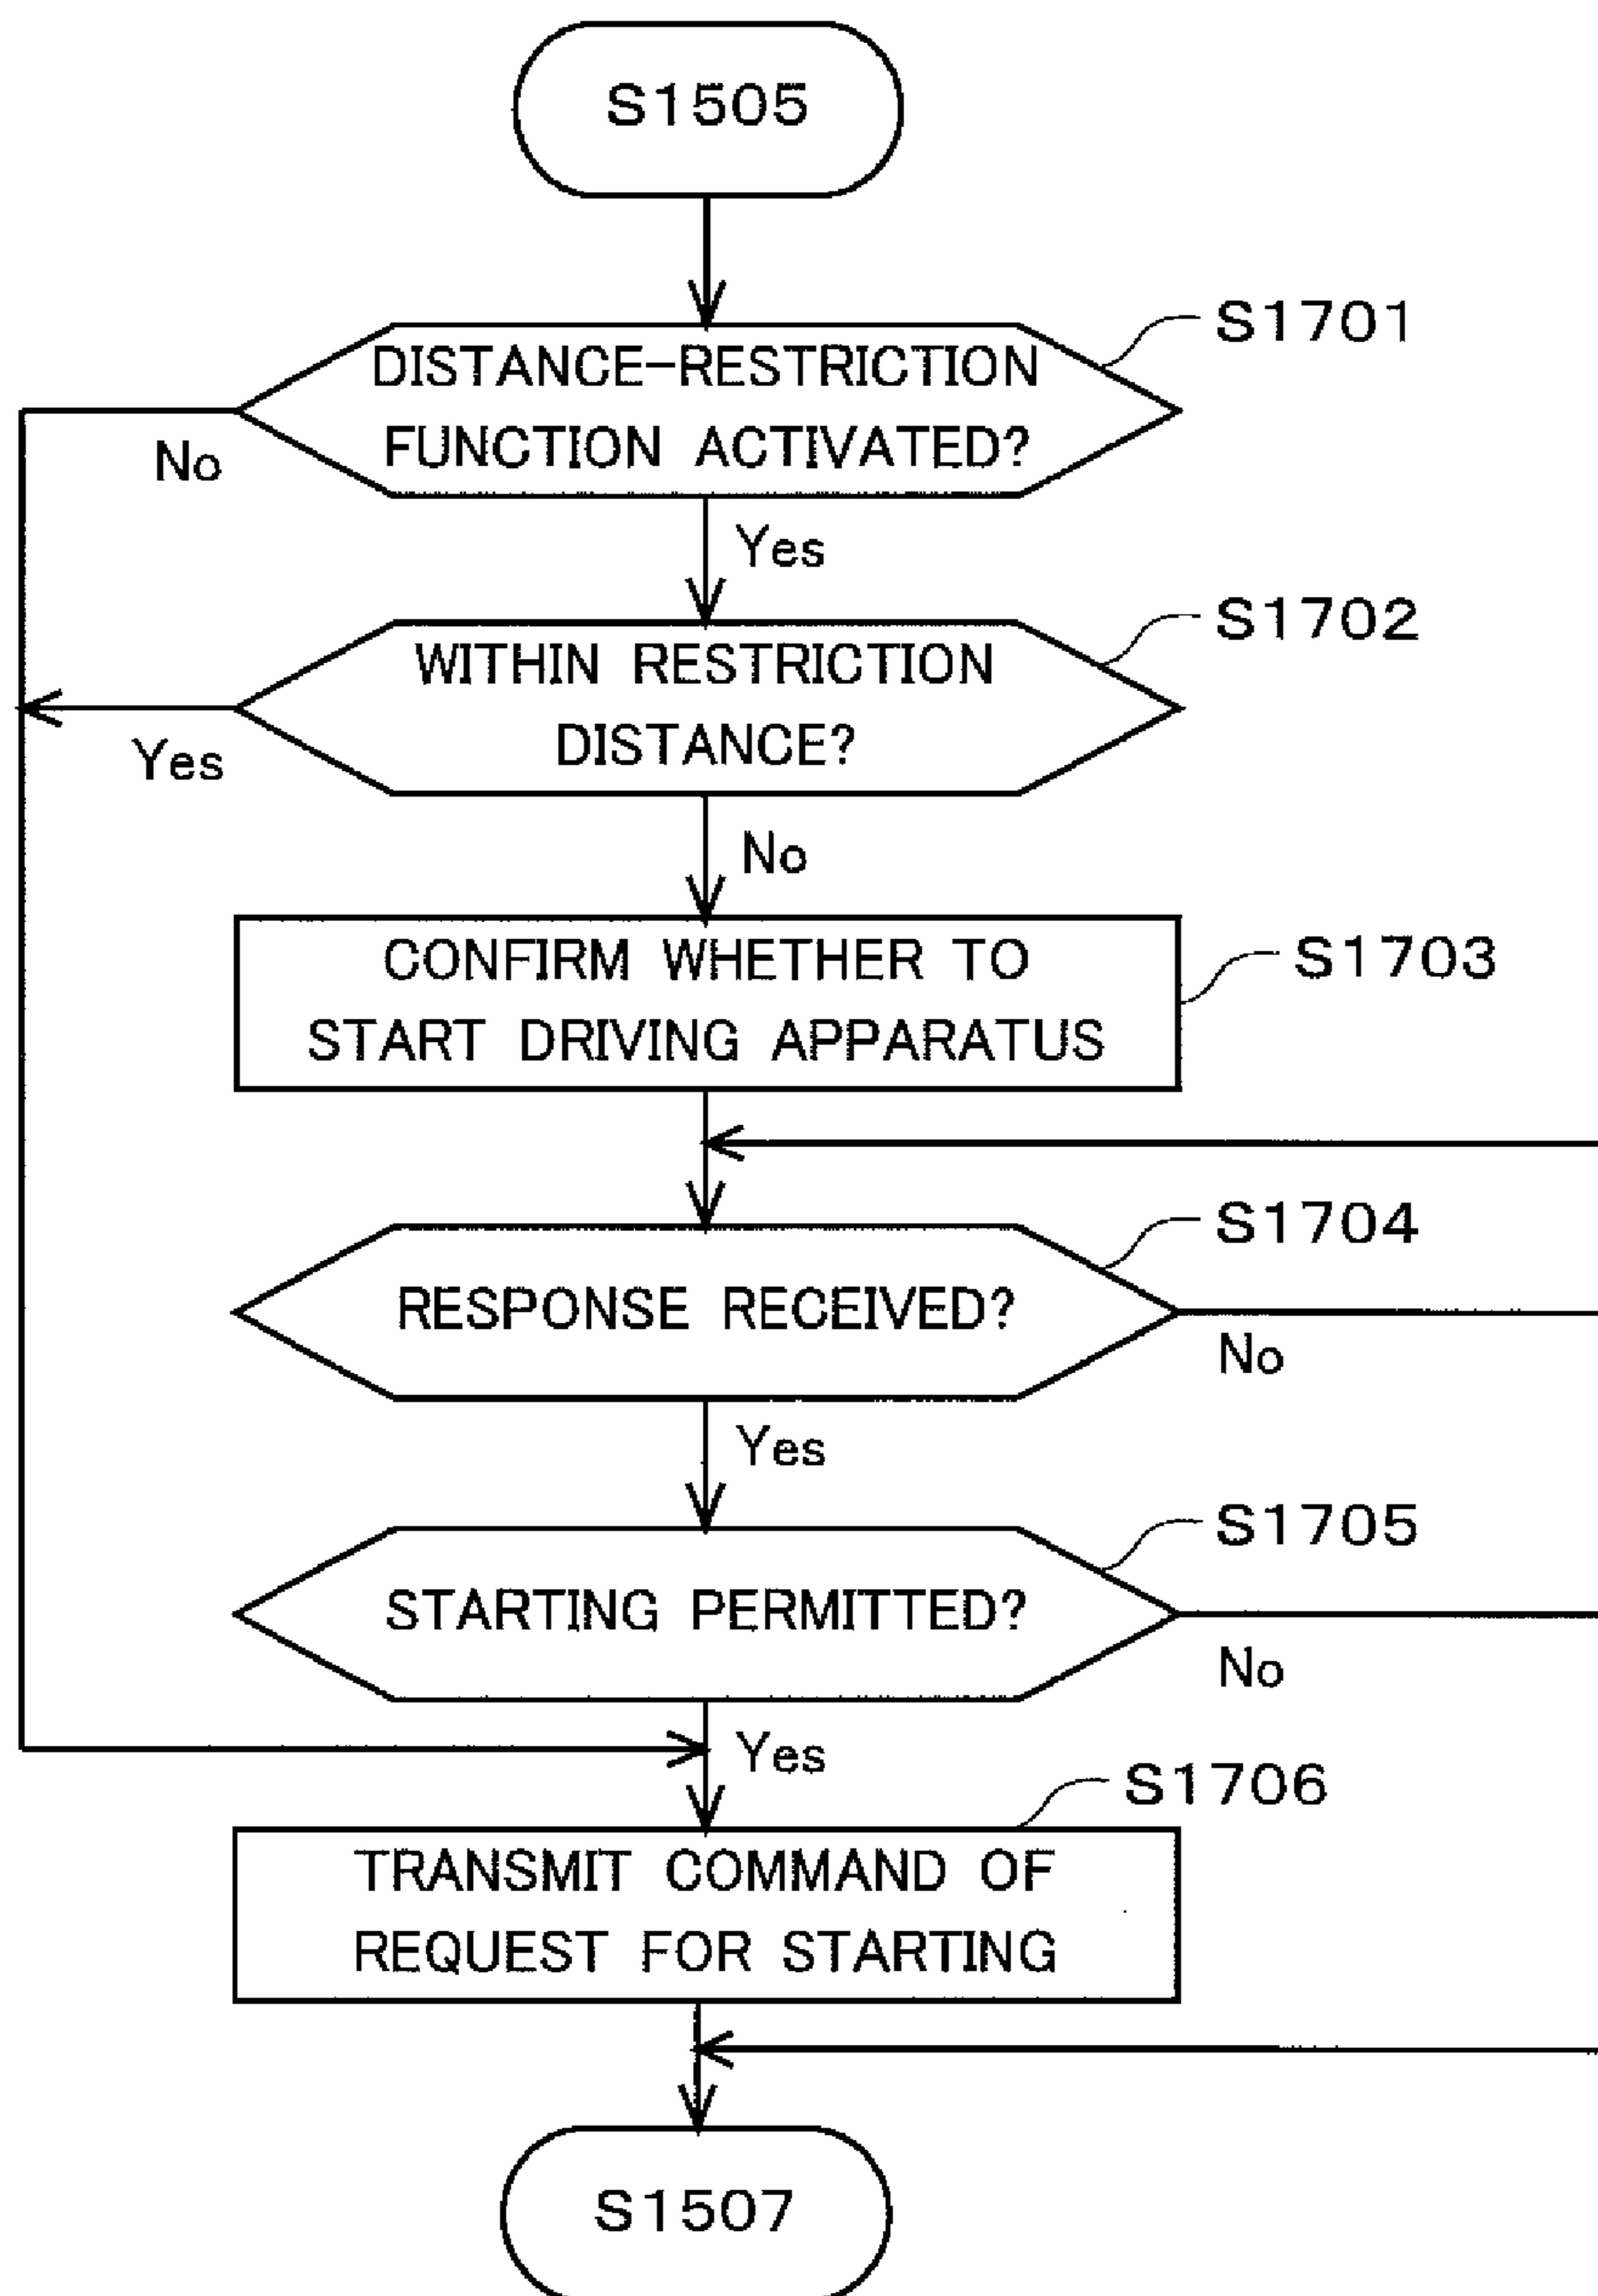 S1505
S1701
DISTANCE-RESTRICTION
FUNCTION ACTIVATED?
No
Yes
S1702
WITHIN RESTRICTION
DISTANCE?
Yes
No
CONFIRM WHETHER TO
START DRIVING APPARATUS
S1703
S1704
RESPONSE RECEIVED?
No
Yes
S1705
STARTING PERMITTED?
No
Yes
S1706
TRANSMIT COMMAND OF
REQUEST FOR STARTING
S1507